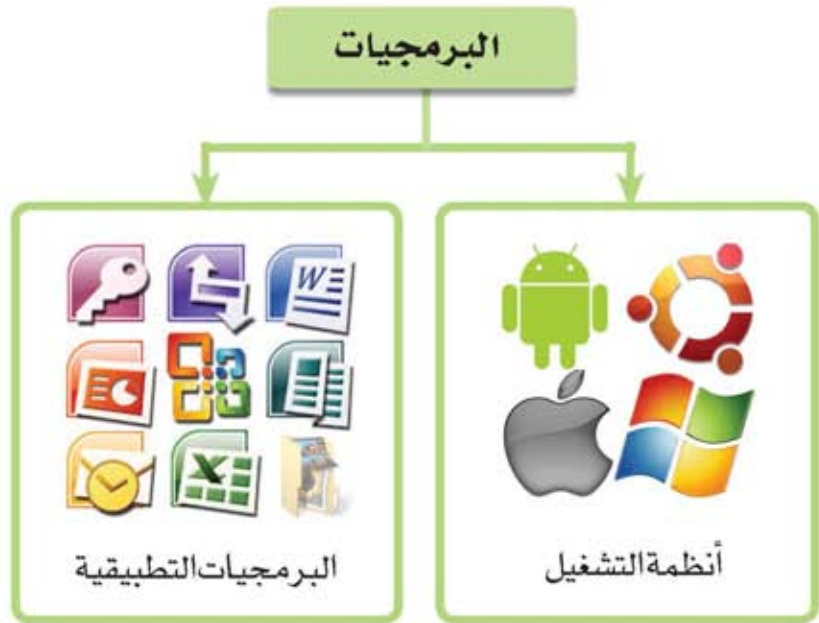 البرمجيات
أنظمة التشغيل
البرمجيات التطبيقية
W
X